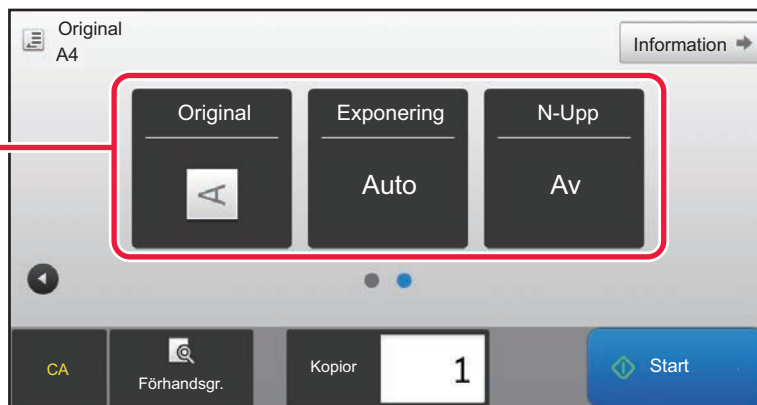 Original
A4
Information
Original
Exponering
N-Upp
A
Auto
Av
CA
Förhandsgr.
Kopior
1
Start